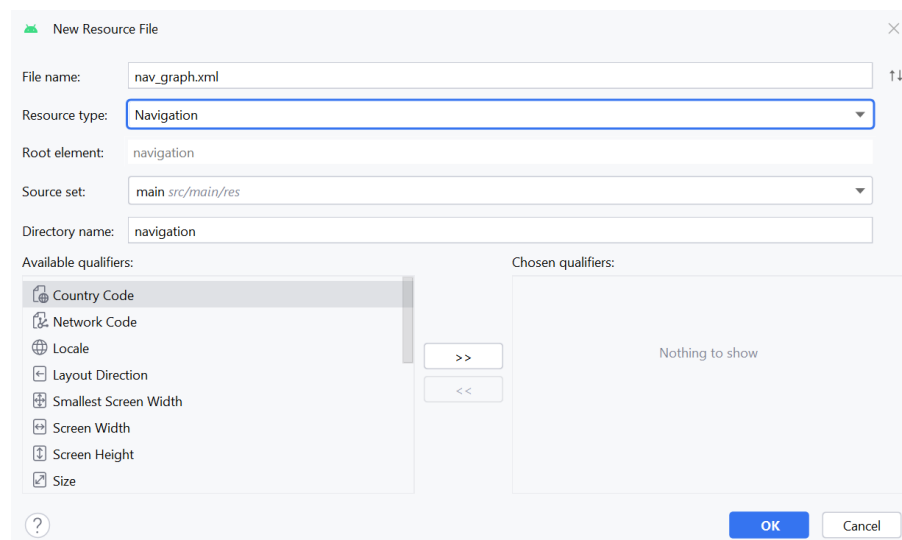 New Resource File
File name: nav_graph.xml
Resource type: Navigation
Root element: navigation
Source set: main src/main/res
Directory name: navigation
Available qualifiers: Chosen qualifiers:
Country Code
Network Code
Locale
Layout Direction
Smallest Screen Width
Screen Width
Screen Height
Size
>>
<<
Nothing to show
? OK Cancel